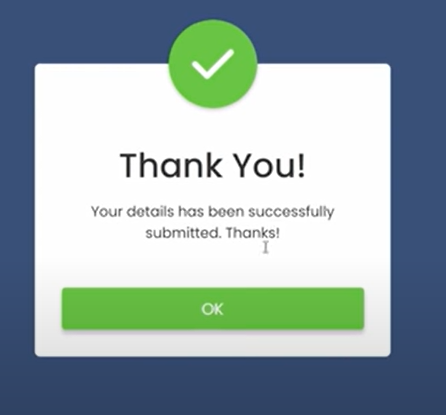 Thank You!
Your details has been successfully
submitted. Thanks!
OK